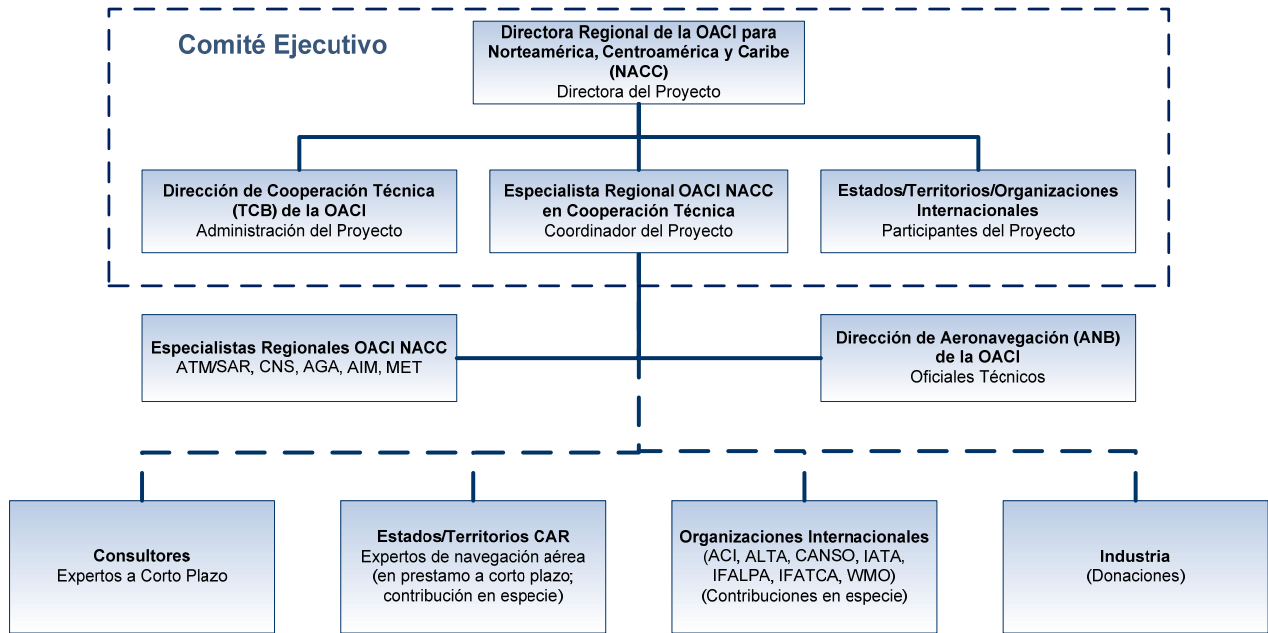 Comité Ejecutivo
Directora Regional de la OACI para
Norteamérica, Centroamérica y Caribe
(NACC)
Directora del Proyecto
Dirección de Cooperación Técnica
(TCB) de la OACI
Administración del Proyecto
Especialista Regional OACI NACC
en Cooperación Técnica
Coordinador del Proyecto
Estados/Territorios/Organizaciones
Internacionales
Participantes del Proyecto
Especialistas Regionales OACI NACC
ATM/SAR, CNS, AGA, AIM, MET
Dirección de Aeronavegación (ANB)
de la OACI
Oficiales Técnicos
Consultores
Expertos a Corto Plazo
Estados/Territorios CAR
Expertos de navegación aérea
(en prestamo a corto plazo;
contribución en especie)
Organizaciones Internacionales
(ACI, ALTA, CANSO, IATA,
IFALPA, IFATCA, WMO)
(Contribuciones en especie)
Industria
(Donaciones)